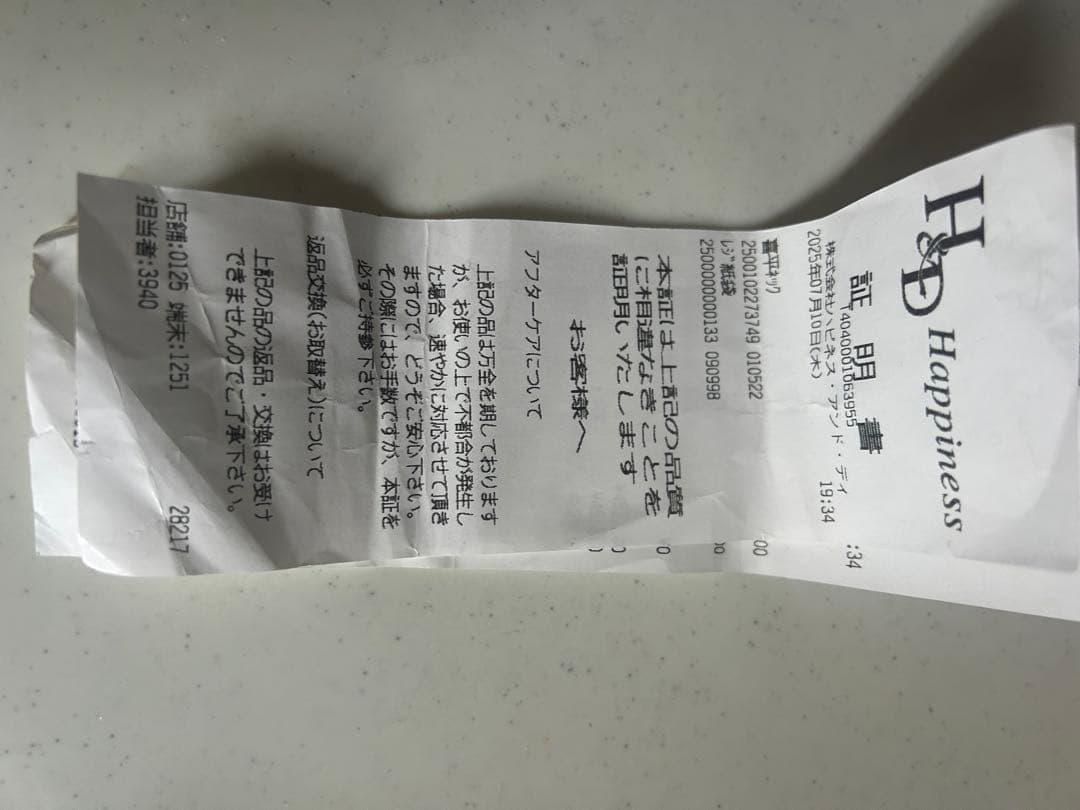 H&D Happiness
証明書
4040001063955
株式会社ハピネス・アンド・ディ
2025年07月10日(木) 19:34
喜平ネック
2500102273749 010522
レジ紙袋
2500000000133 090998
本証は上記の品質
に相違なきことを
証明いたします
お客様へ
アフターケアについて
上記の品は万全を期しております
が、お使いの上で不都合が発生し
た場合、速やかに対応させて頂き
ますので、どうぞご安心下さい。
その際にはお手数ですが、本証を
必ずご持参下さい。
返品交換(お取替え)について
上記の品の返品・交換はお受け
できませんのでご了承下さい。
店舗:0125 端末:1251 28217
担当者:3940
:34